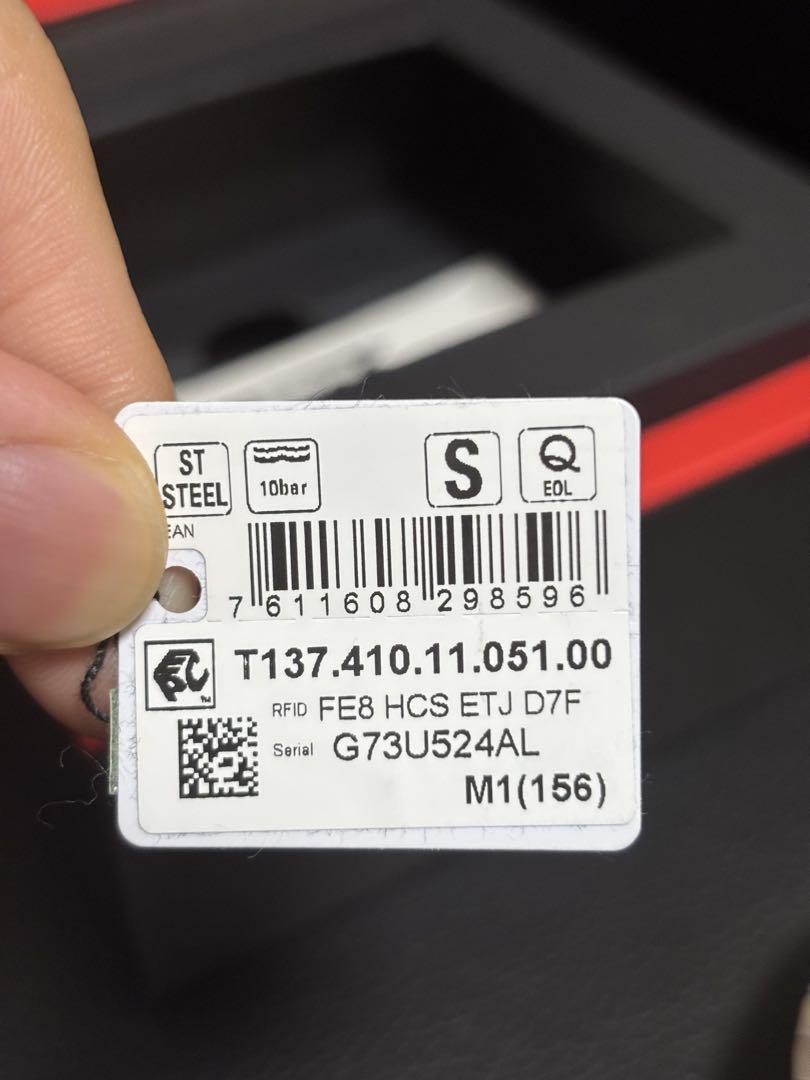 ST STEEL
10bar
S
Q
EOL
EAN
7 611608 298596
EPC™
T137.410.11.051.00
RFID FE8 HCS ETJ D7F
Serial G73U524AL
M1(156)